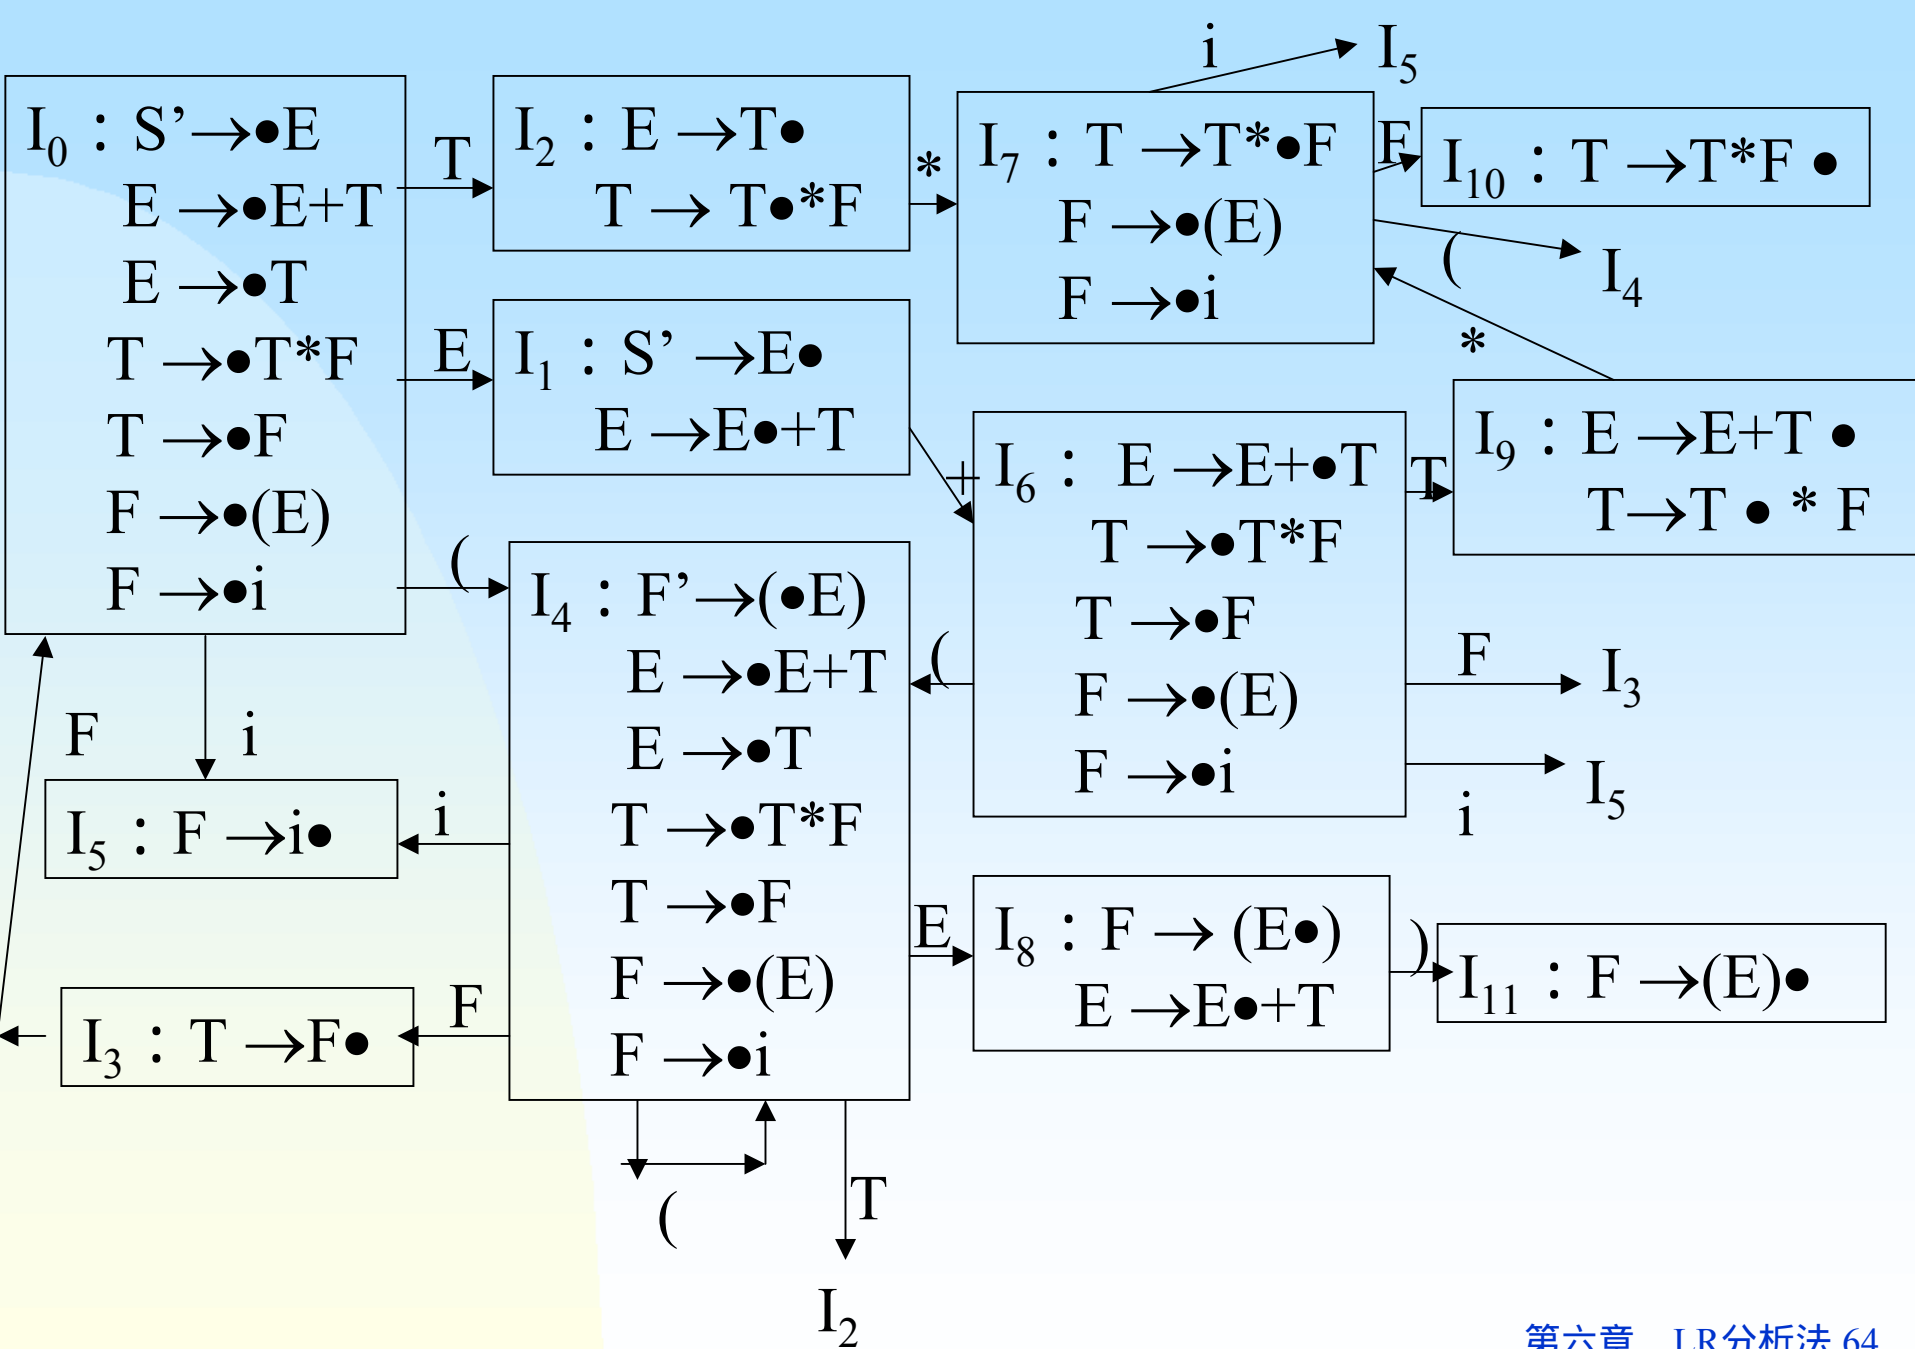 I0 : S’→•E
E →•E+T
E →•T
T →•T*F
T →•F
F →•(E)
F →•i
T
E
(
F
i
I2 : E →T•
T → T•*F
*
I1 : S’ →E•
E →E•+T
+
I7 : T →T*•F
F →•(E)
F →•i
i
I5
F
I10 : T →T*F •
(
I4
*
I9 : E →E+T •
T→T • * F
I6 : E →E+•T
T →•T*F
T →•F
F →•(E)
F →•i
T
(
F
I3
i
I5
I4 : F’→(•E)
E →•E+T
E →•T
T →•T*F
T →•F
F →•(E)
F →•i
i
I5 : F →i•
F
I3 : T →F•
E
I8 : F → (E•)
E →E•+T
)
I11 : F →(E)•
(
T
I2
第六章 LR分析法 64